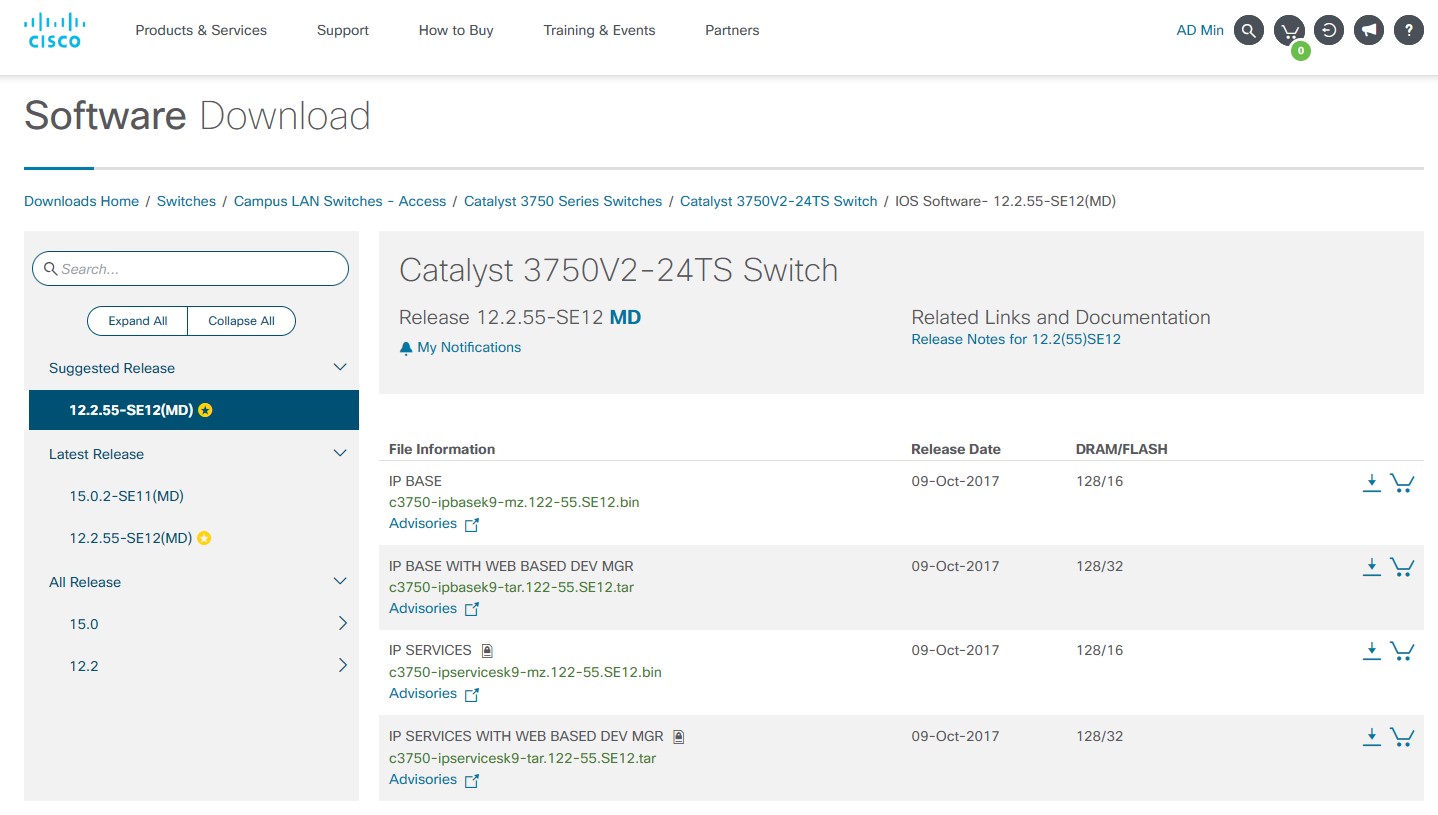 CISCO
Products & Services Support How to Buy Training & Events Partners AD Min ? 0
Software Download
Downloads Home / Switches / Campus LAN Switches - Access / Catalyst 3750 Series Switches / Catalyst 3750V2-24TS Switch / IOS Software- 12.2.55-SE12(MD)
Search...
Expand All Collapse All
Suggested Release
12.2.55-SE12(MD)
Latest Release
15.0.2-SE11(MD)
12.2.55-SE12(MD)
All Release
15.0
12.2
Catalyst 3750V2-24TS Switch
Release 12.2.55-SE12 MD
My Notifications
Related Links and Documentation
Release Notes for 12.2(55)SE12
File Information Release Date DRAM/FLASH
IP BASE 09-Oct-2017 128/16
c3750-ipbasek9-mz.122-55.SE12.bin
Advisories
IP BASE WITH WEB BASED DEV MGR 09-Oct-2017 128/32
c3750-ipbasek9-tar.122-55.SE12.tar
Advisories
IP SERVICES 09-Oct-2017 128/16
c3750-ipservicesk9-mz.122-55.SE12.bin
Advisories
IP SERVICES WITH WEB BASED DEV MGR 09-Oct-2017 128/32
c3750-ipservicesk9-tar.122-55.SE12.tar
Advisories